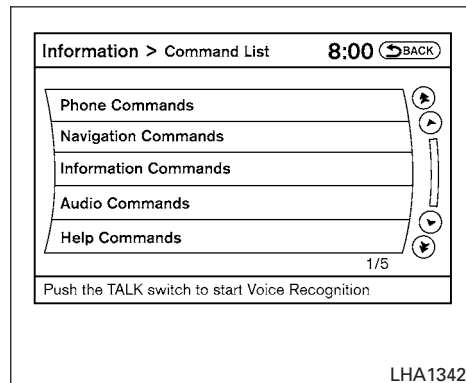 Information > Command List 8:00 BACK
Phone Commands
Navigation Commands
Information Commands
Audio Commands
Help Commands
1/5
Push the TALK switch to start Voice Recognition
LHA1342